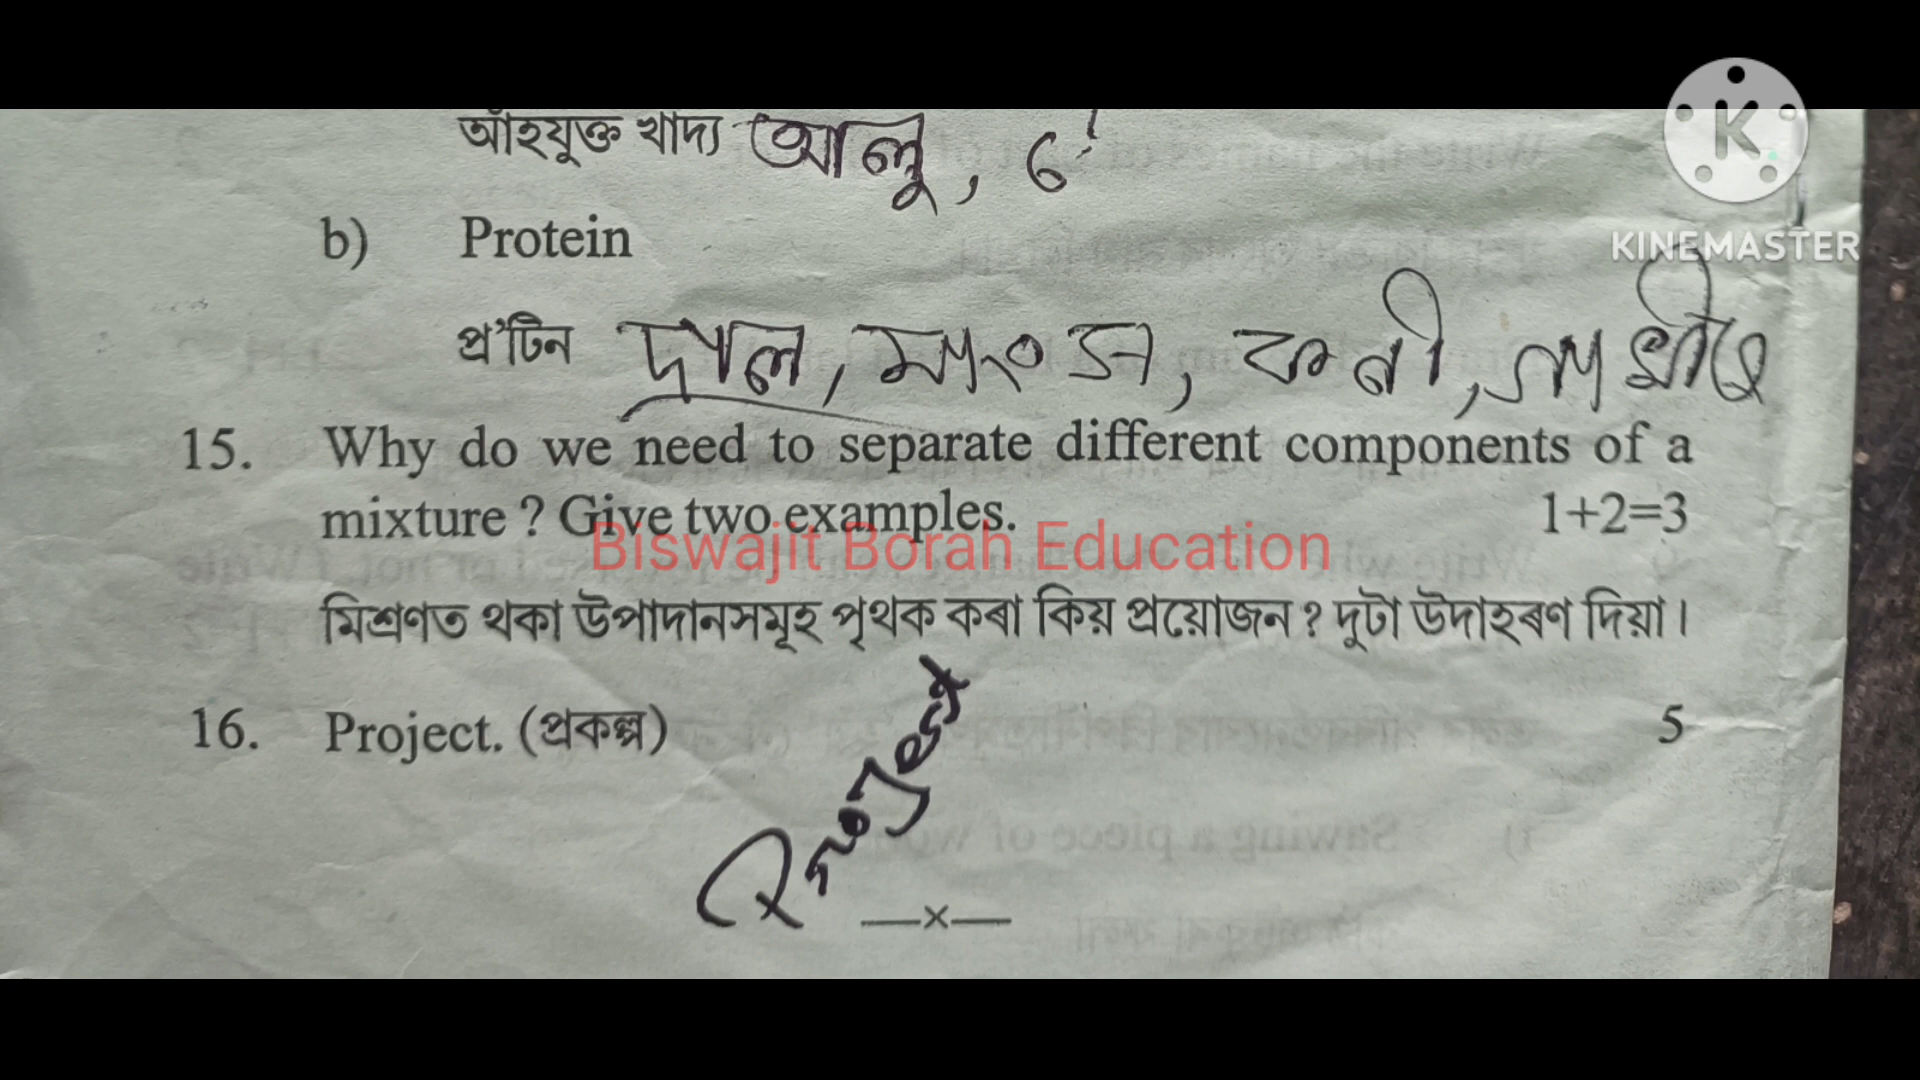 আঁহযুক্ত খাদ্য আলু,
KINEMASTER
b) Protein
প্ৰ'টিন দাল, মাংস, কণী,
15. Why do we need to separate different components of a
mixture ? Give two examples. 1+2=3
Biswajit Borah Education
মিশ্ৰণত থকা উপাদানসমূহ পৃথক কৰা কিয় প্ৰয়োজন ? দুটা উদাহৰণ দিয়া।
16. Project. (প্ৰকল্প) 5
Project
—×—